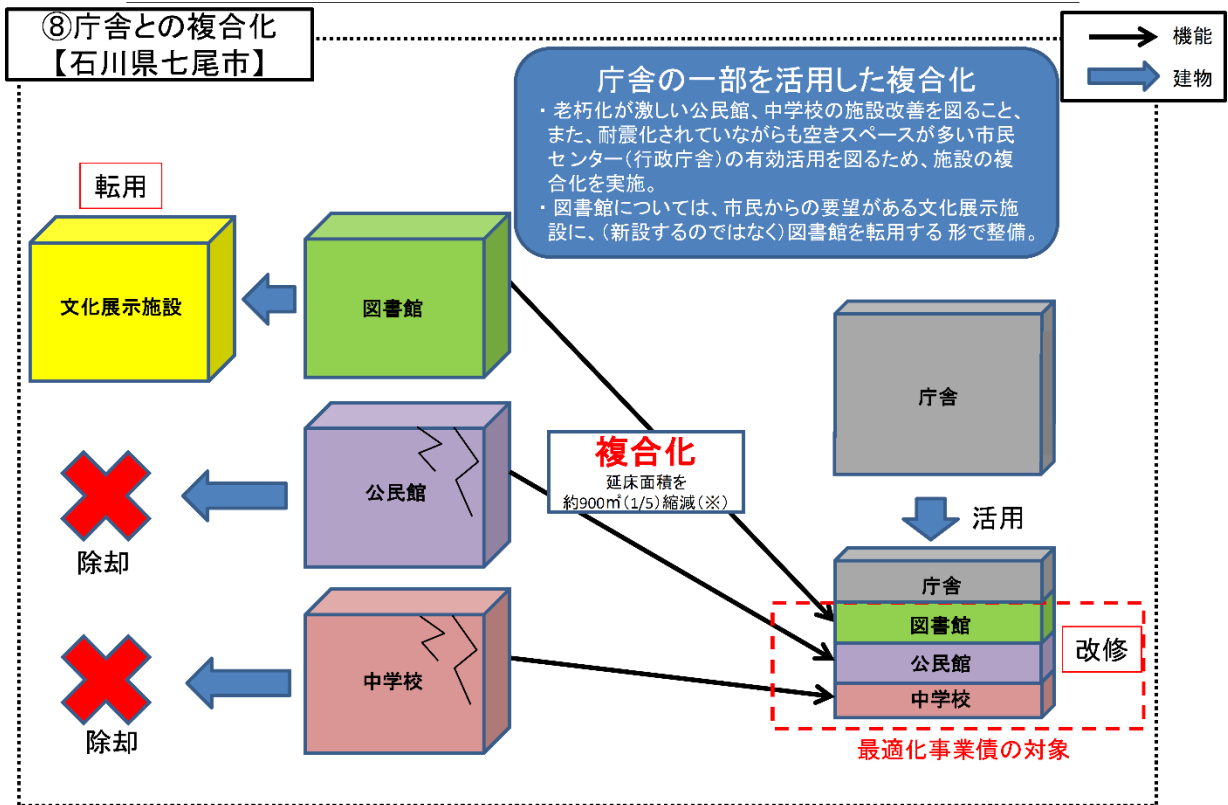 ⑧庁舎との複合化
【石川県七尾市】
機能
建物
庁舎の一部を活用した複合化
・老朽化が激しい公民館、中学校の施設改善を図ること、
また、耐震化されていながらも空きスペースが多い市民
センター(行政庁舎)の有効活用を図るため、施設の複
合化を実施。
・図書館については、市民からの要望がある文化展示施
設に、(新設するのではなく)図書館を転用する形で整備。
転用
文化展示施設
図書館
庁舎
複合化
延床面積を
約900㎡(1/5)縮減(※)
公民館
除却
活用
庁舎
図書館
公民館
中学校
改修
中学校
除却
最適化事業債の対象